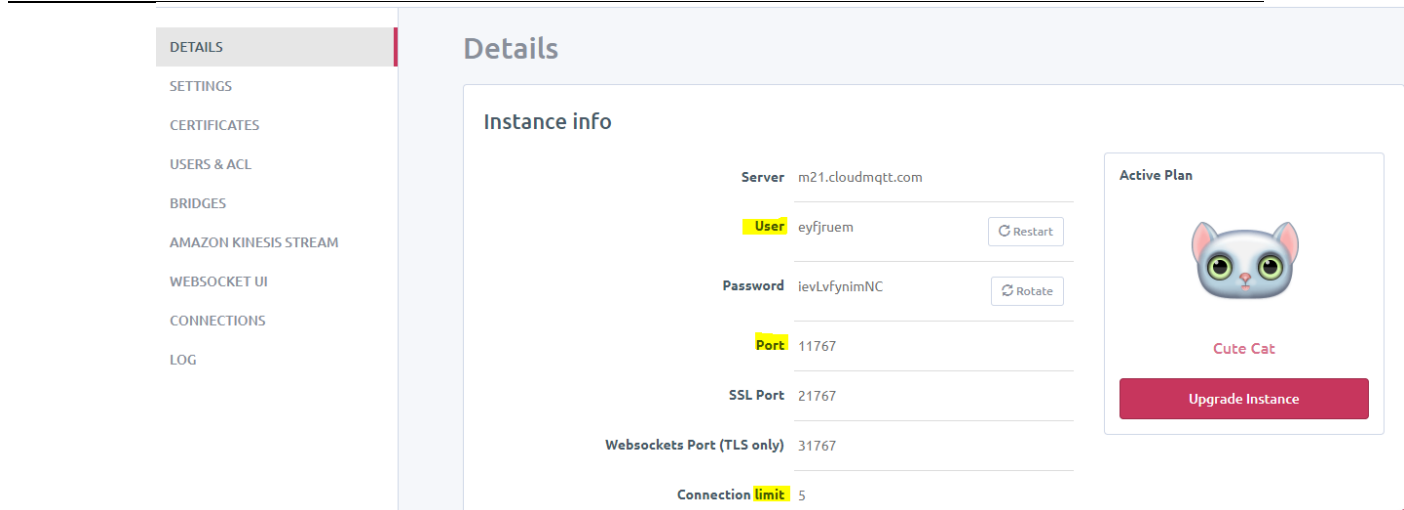 DETAILS
SETTINGS
CERTIFICATES
USERS & ACL
BRIDGES
AMAZON KINESIS STREAM
WEBSOCKET UI
CONNECTIONS
LOG
Details
Instance info
Server m21.cloudmqtt.com
User eyfjruem Restart
Password ievLvfynimNC Rotate
Port 11767
SSL Port 21767
Websockets Port (TLS only) 31767
Connection limit 5
Active Plan
Cute Cat
Upgrade Instance